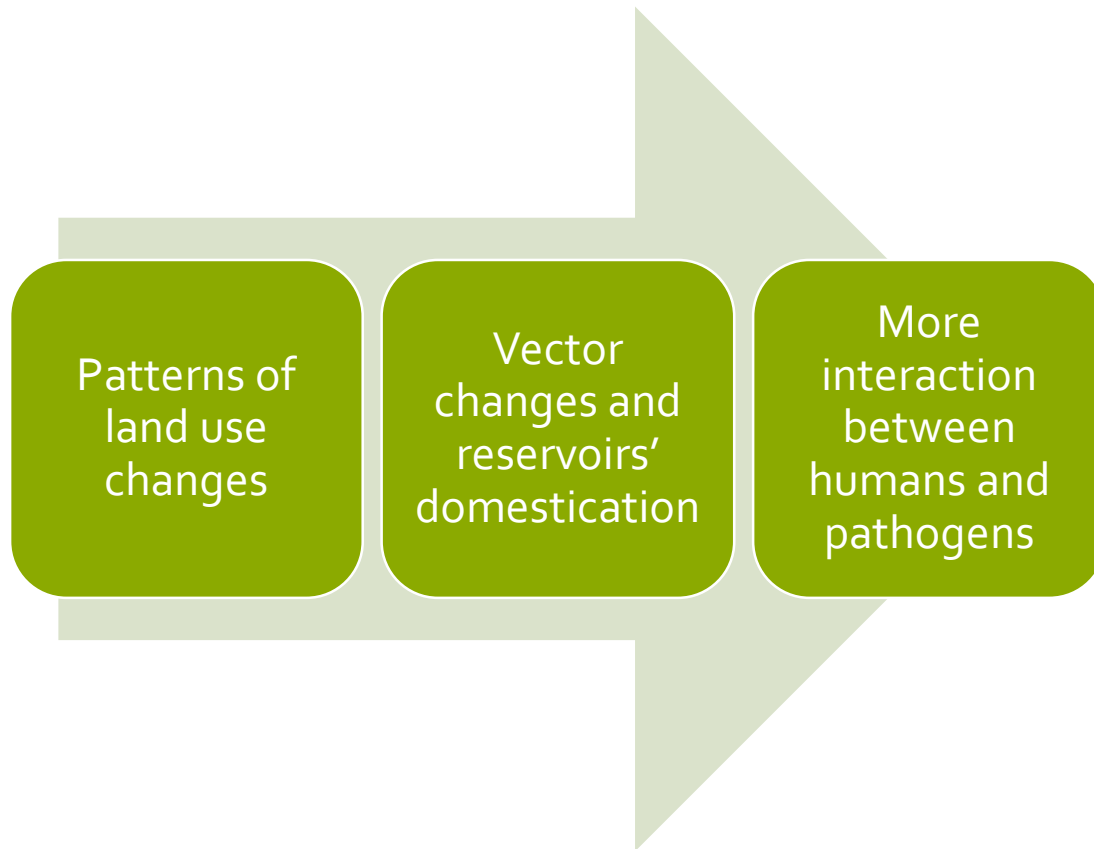 Patterns of
land use
changes
Vector
changes and
reservoirs’
domestication
More
interaction
between
humans and
pathogens